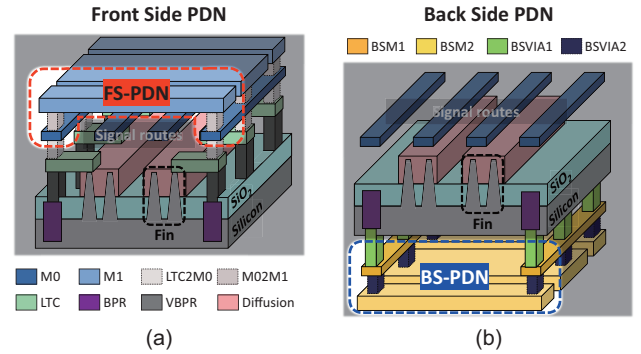 Front Side PDN
FS-PDN
Signal routes
SiO2
Silicon
Fin
M0 M1 LTC2M0 M02M1
LTC BPR VBPR Diffusion
(a)
Back Side PDN
BSM1 BSM2 BSVIA1 BSVIA2
Signal routes
SiO2
Silicon
Fin
BS-PDN
(b)